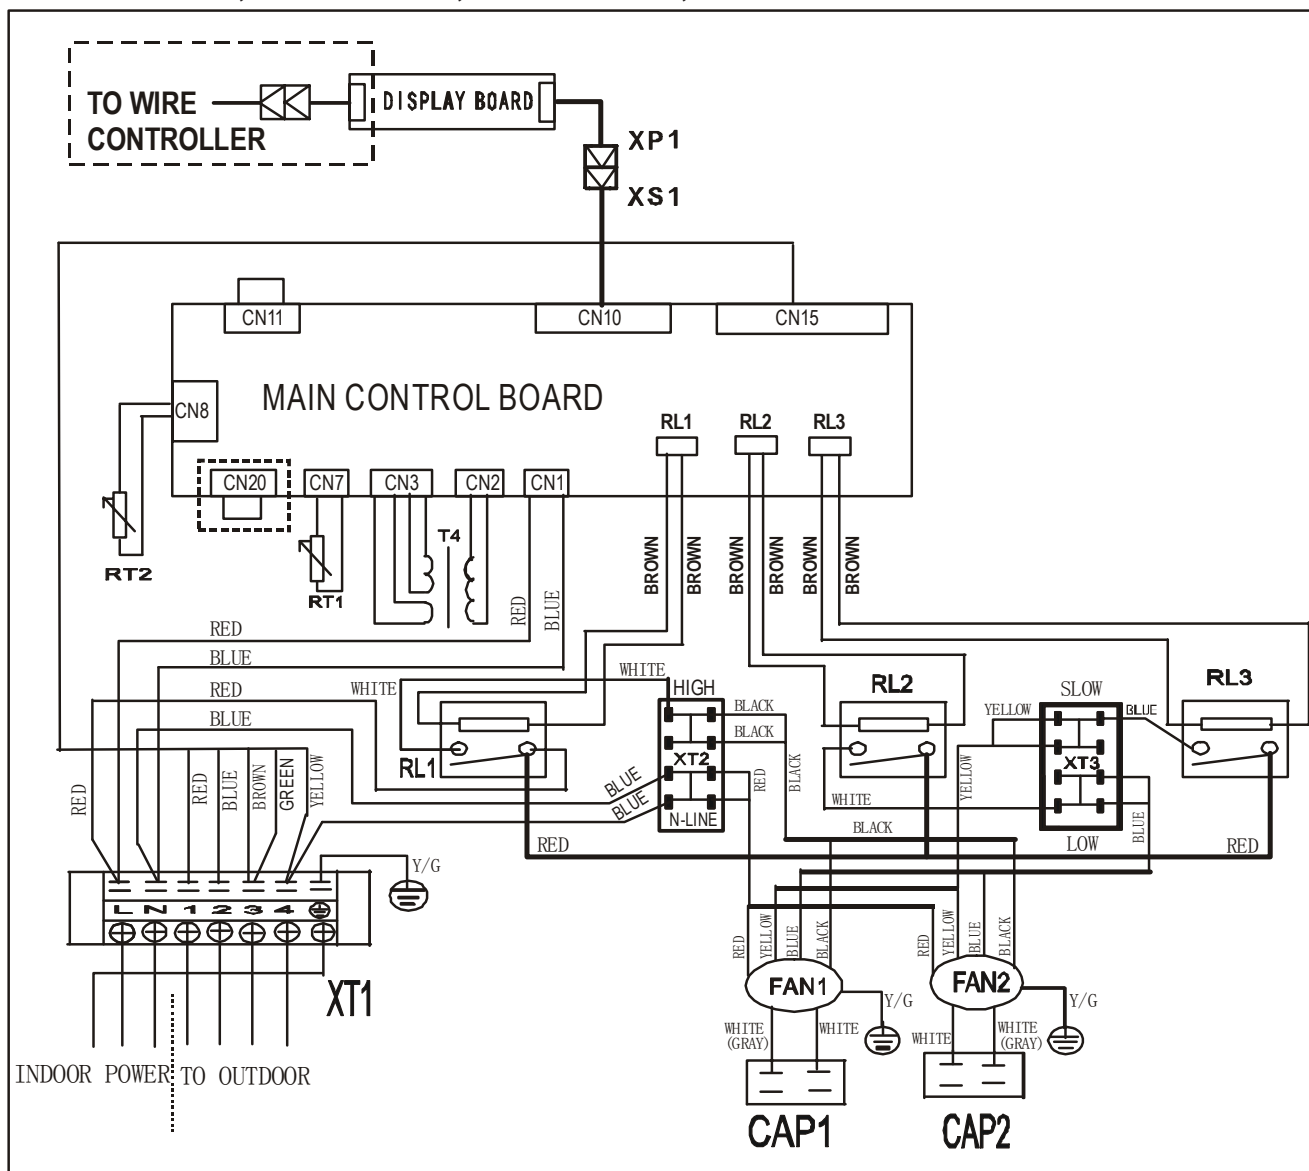 TO WIRE
CONTROLLER
DISPLAY BOARD
XP1
XS1
CN11
CN10
CN15
CN8
MAIN CONTROL BOARD
RL1
RL2
RL3
CN20
CN7
CN3
CN2
CN1
T4
RT2
RT1
BROWN
BROWN
BROWN
BROWN
BROWN
BROWN
RED
BLUE
RED
BLUE
RED
BLUE
WHITE
WHITE
HIGH
BLACK
BLACK
XT2
N-LINE
RL1
BLUE
BLUE
RED
BLACK
RL2
SLOW
YELLOW
BLUE
RL3
XT3
YELLOW
WHITE
LOW
BLUE
BLACK
RED
RED
RED
RED
BLUE
BROWN
GREEN
YELLOW
Y/G
L N 1 2 3 4
XT1
RED
YELLOW
BLUE
BLACK
RED
YELLOW
BLUE
BLACK
FAN1
FAN2
Y/G
Y/G
WHITE
(GRAY)
WHITE
WHITE
WHITE
(GRAY)
INDOOR POWER
TO OUTDOOR
CAP1
CAP2